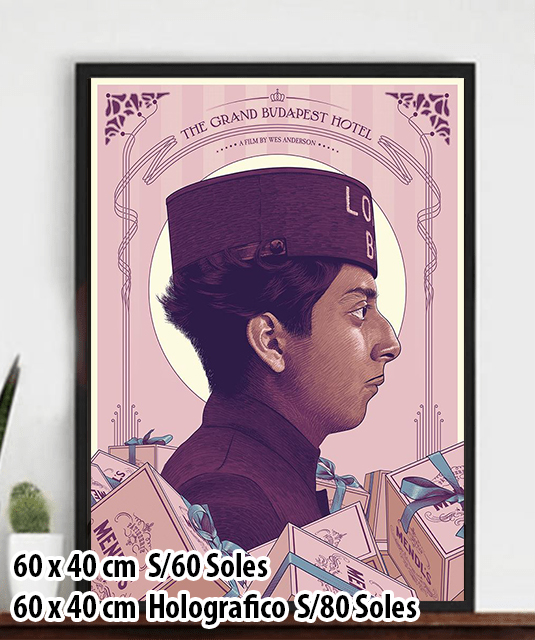 THE GRAND BUDAPEST HOTEL
• • • • • A FILM BY WES ANDERSON • • • • •
LO
B
MENDL'S
MENDL'S
60 x 40 cm S/60 Soles
60 x 40 cm Holografico S/80 Soles